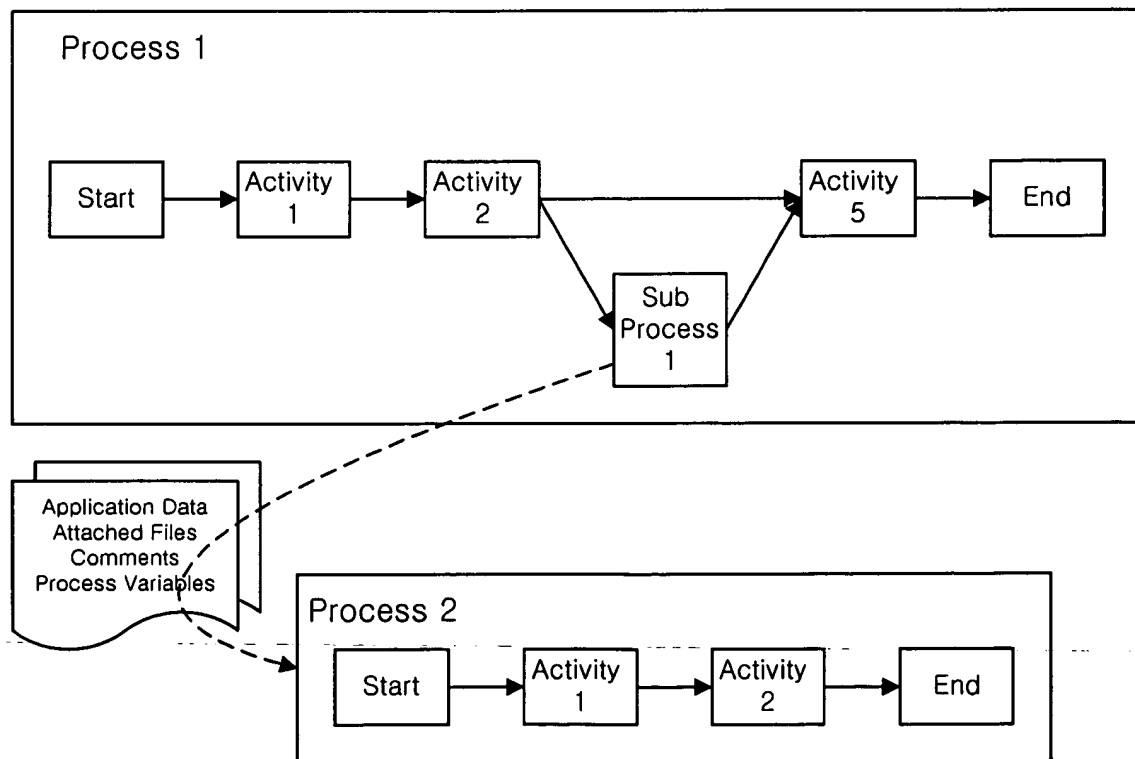 Process 1
Start
Activity
1
Activity
2
Activity
5
End
Sub
Process
1
Application Data
Attached Files
Comments
Process Variables
Process 2
Start
Activity
1
Activity
2
End